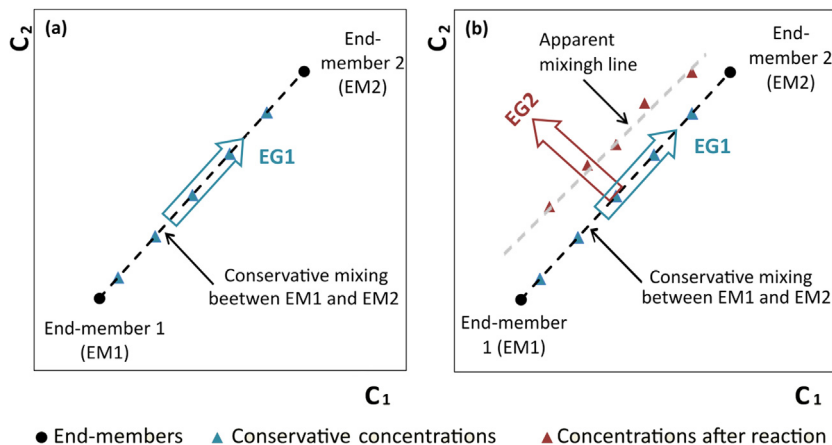 C2
(a)
End-
member 2
(EM2)
EG1
Conservative mixing
beetwen EM1 and EM2
End-member 1
(EM1)
C1
C2
(b)
Apparent
mixingh line
End-
member 2
(EM2)
EG2
EG1
Conservative mixing
between EM1 and EM2
End-member
1 (EM1)
C1
End-members
Conservative concentrations
Concentrations after reaction